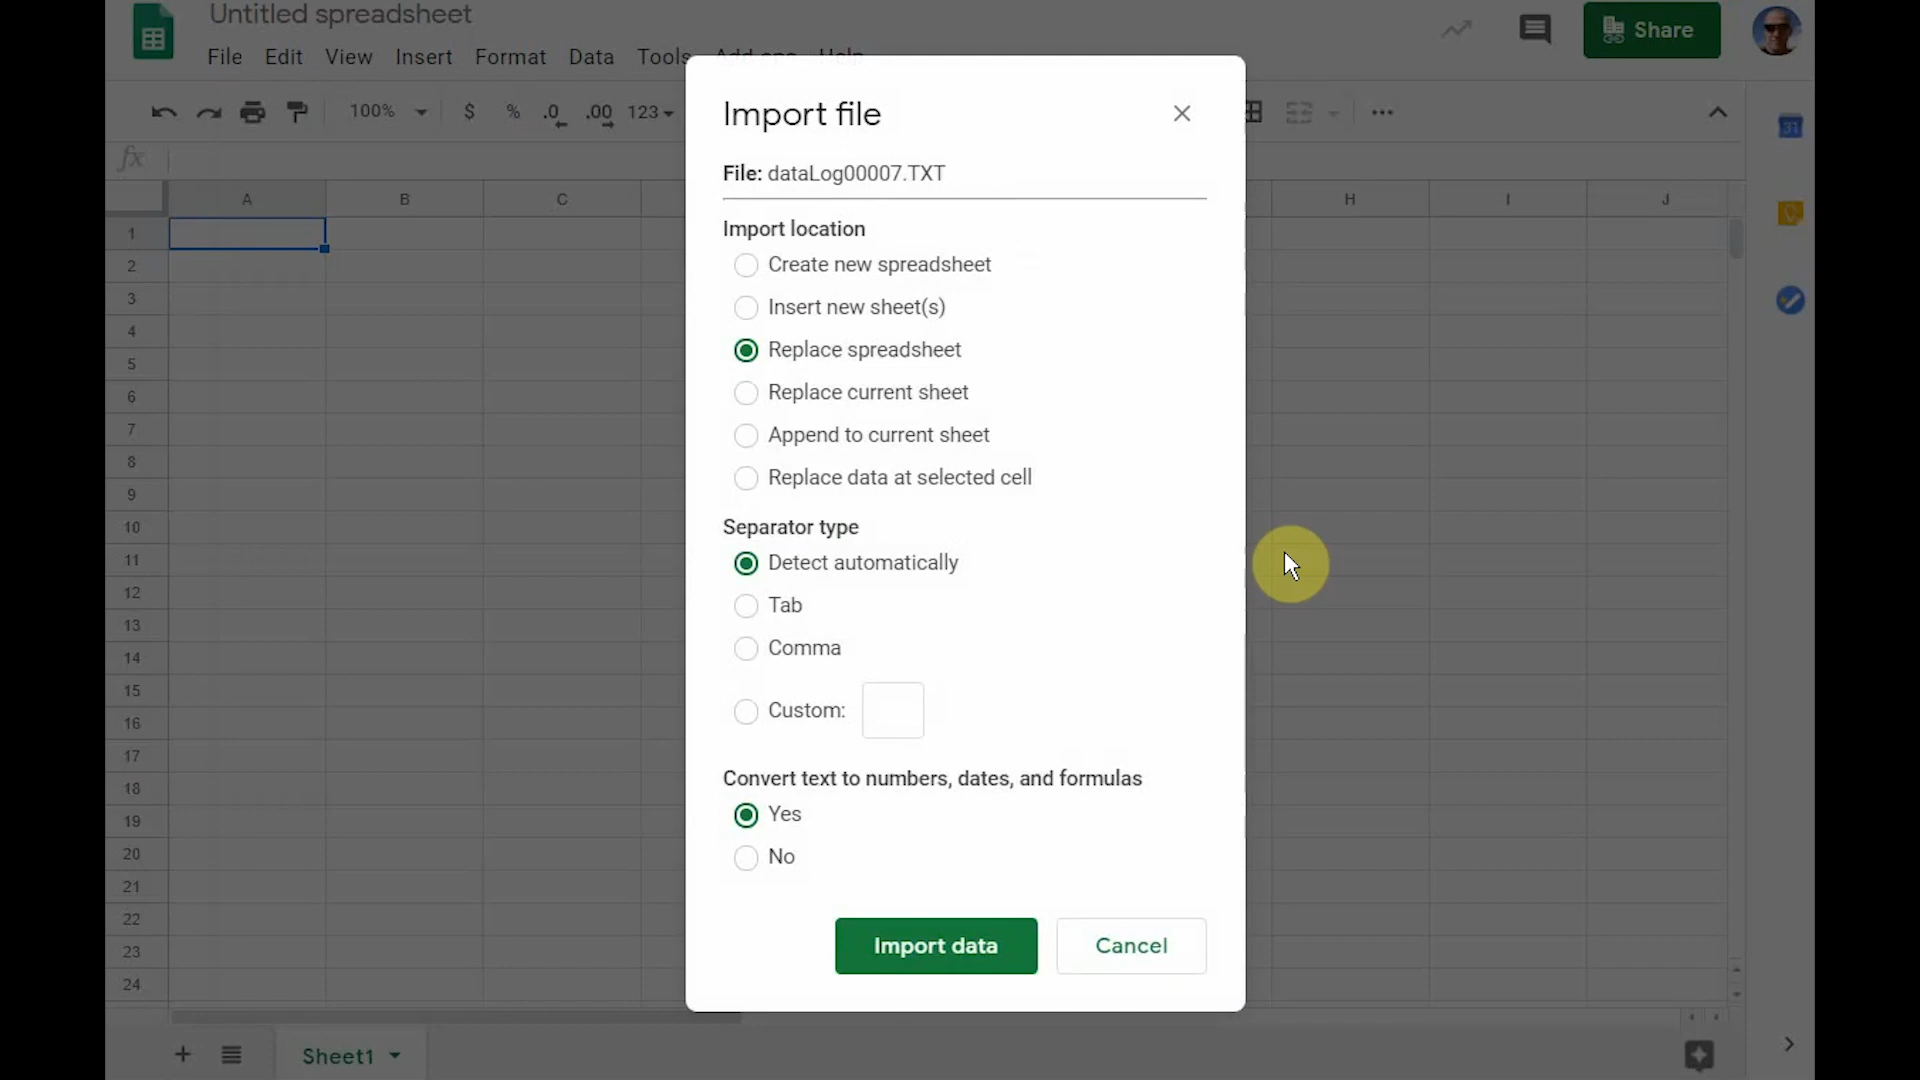 Untitled spreadsheet
File Edit View Insert Format Data Tools Add-ons Help
Share
100% $ % .0 .00 123
31
fx
A B C H I J
1
2
3
4
5
6
7
8
9
10
11
12
13
14
15
16
17
18
19
20
21
22
23
24
Import file
File: dataLog00007.TXT
Import location
Create new spreadsheet
Insert new sheet(s)
Replace spreadsheet
Replace current sheet
Append to current sheet
Replace data at selected cell
Separator type
Detect automatically
Tab
Comma
Custom:
Convert text to numbers, dates, and formulas
Yes
No
Import data Cancel
Sheet1